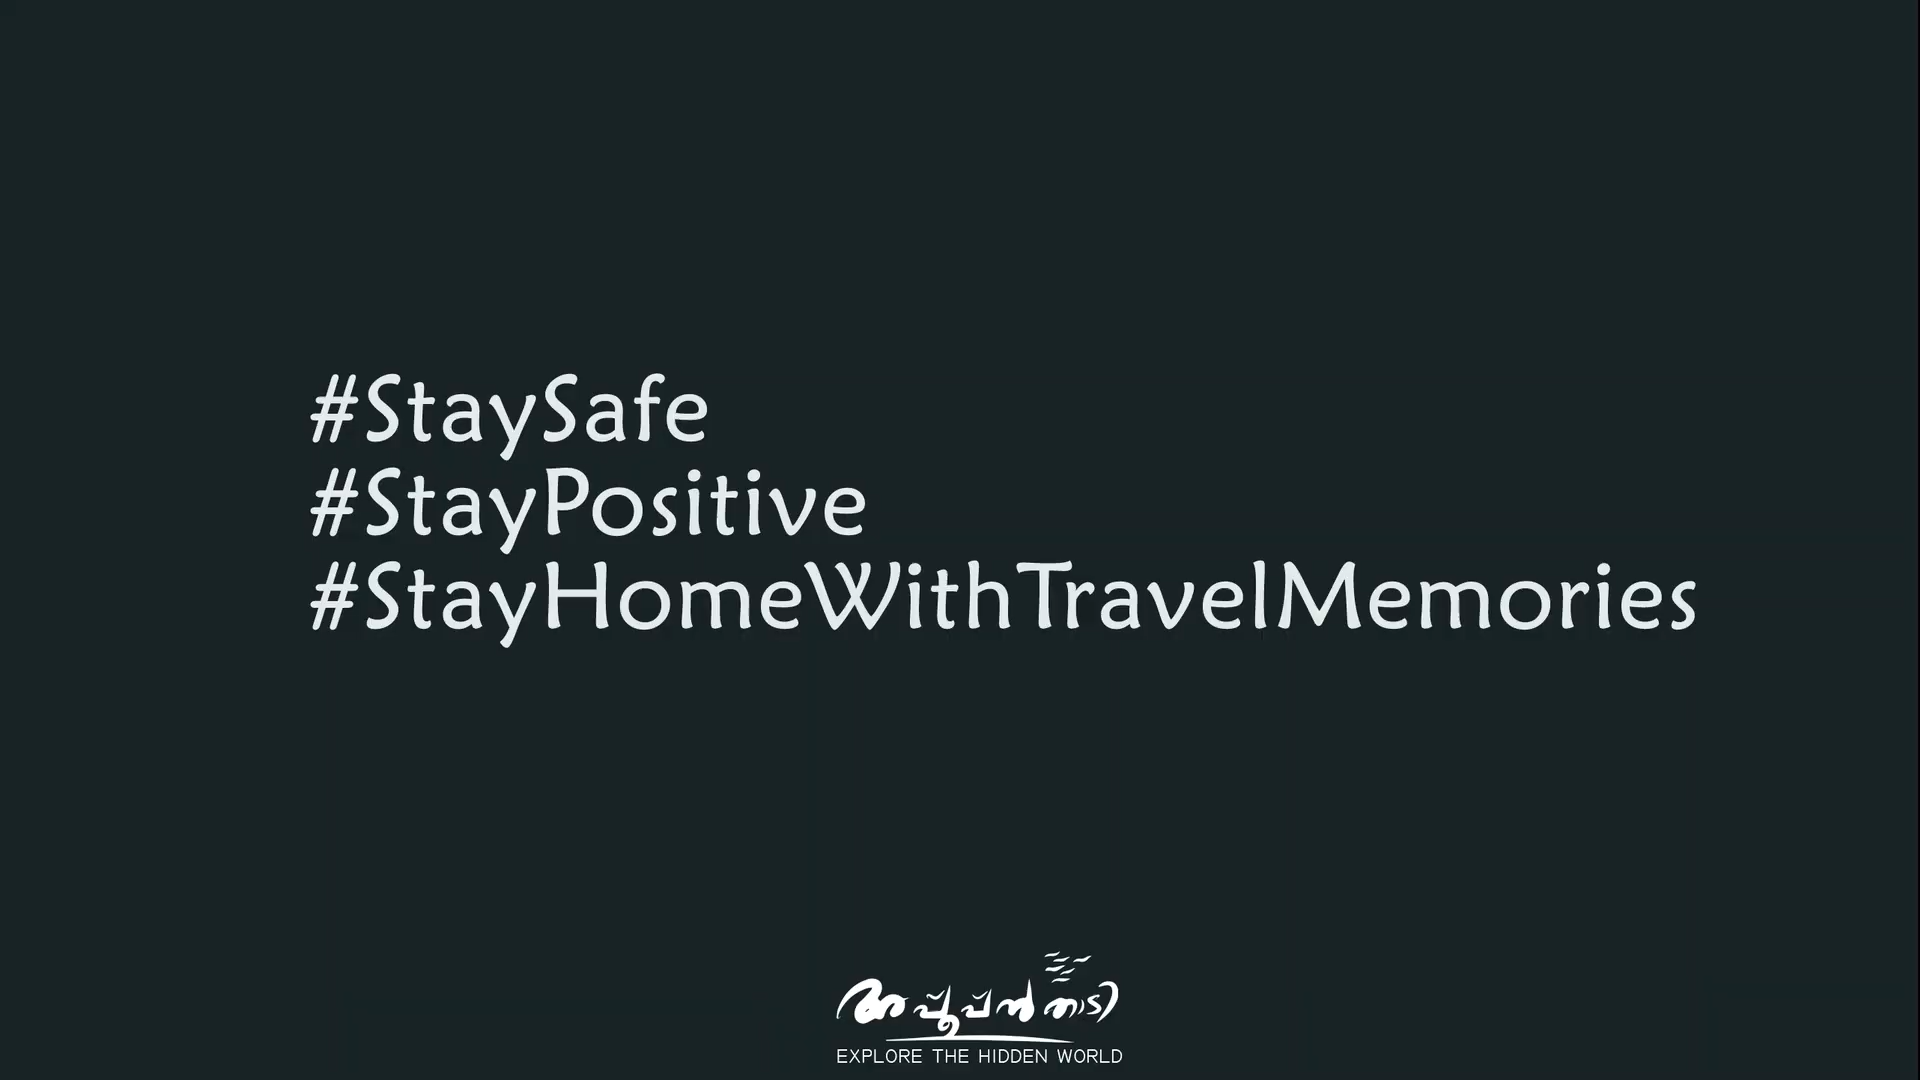 #StaySafe
#StayPositive
#StayHomeWithTravelMemories
അപ്പൂപ്പൻതാടി
EXPLORE THE HIDDEN WORLD